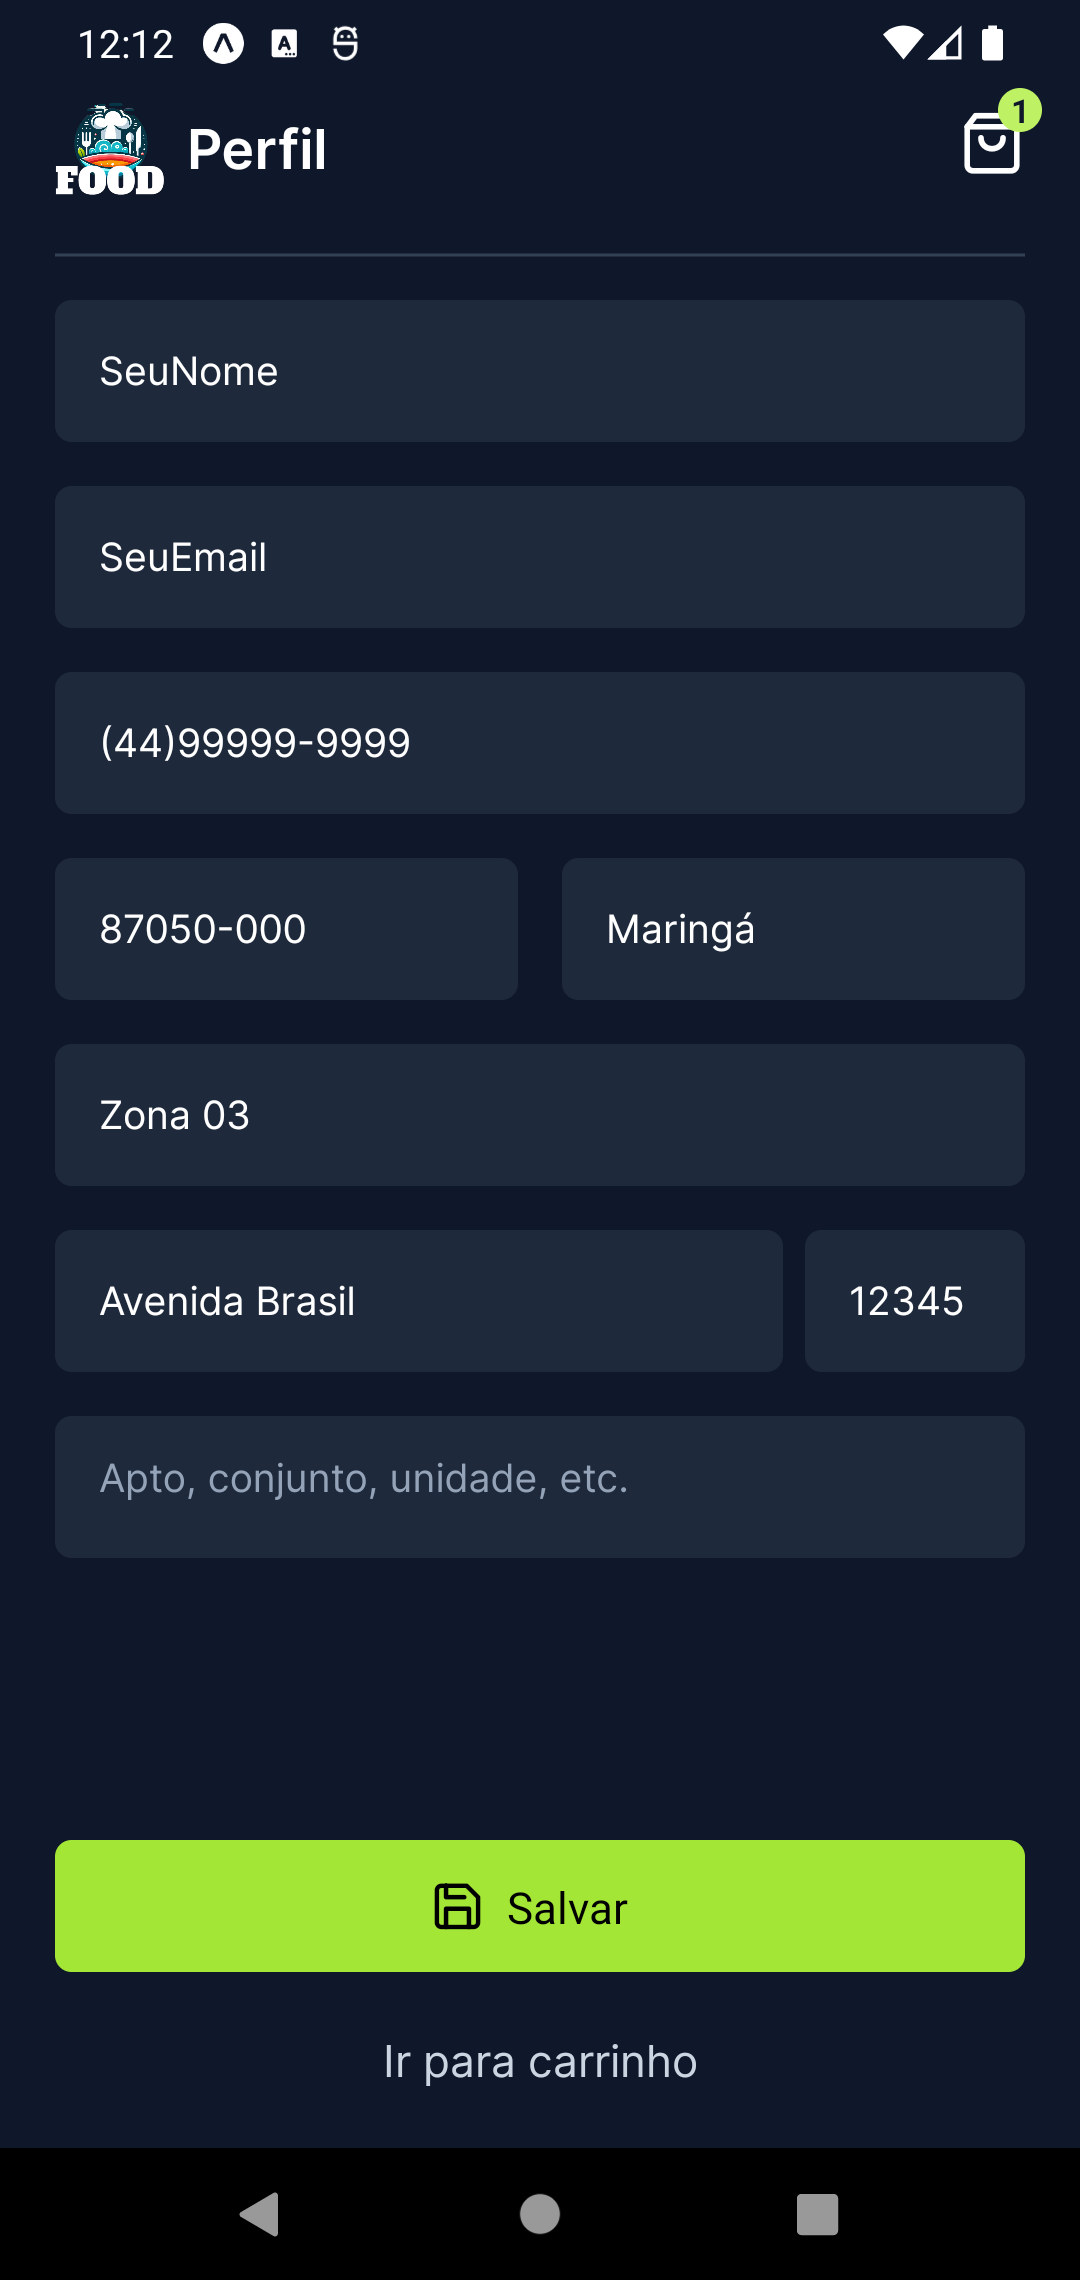 12:12
FOOD
Perfil
1
SeuNome
SeuEmail
(44)99999-9999
87050-000
Maringá
Zona 03
Avenida Brasil
12345
Apto, conjunto, unidade, etc.
Salvar
Ir para carrinho